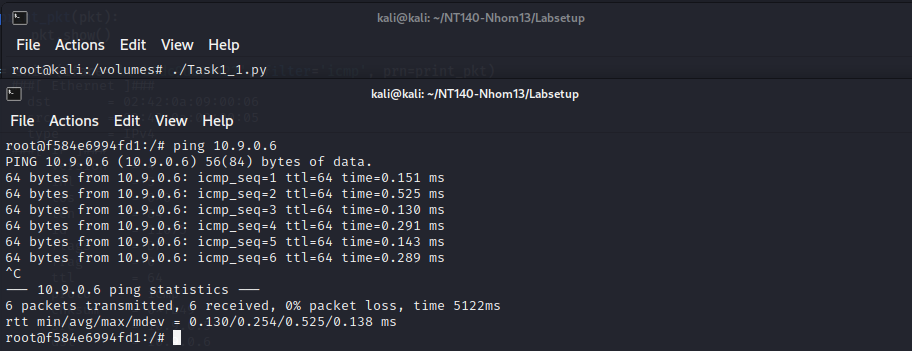 _pkt(pkt):
pkt.show()
kali@kali: ~/NT140-Nhom13/Labsetup
File Actions Edit View Help
root@kali:/volumes# ./Task1_1.py
filter='icmp', prn=print_pkt)
kali@kali: ~/NT140-Nhom13/Labsetup
File Actions Edit View Help
root@f584e6994fd1:/# ping 10.9.0.6
PING 10.9.0.6 (10.9.0.6) 56(84) bytes of data.
64 bytes from 10.9.0.6: icmp_seq=1 ttl=64 time=0.151 ms
64 bytes from 10.9.0.6: icmp_seq=2 ttl=64 time=0.525 ms
64 bytes from 10.9.0.6: icmp_seq=3 ttl=64 time=0.130 ms
64 bytes from 10.9.0.6: icmp_seq=4 ttl=64 time=0.291 ms
64 bytes from 10.9.0.6: icmp_seq=5 ttl=64 time=0.143 ms
64 bytes from 10.9.0.6: icmp_seq=6 ttl=64 time=0.289 ms
^C
--- 10.9.0.6 ping statistics ---
6 packets transmitted, 6 received, 0% packet loss, time 5122ms
rtt min/avg/max/mdev = 0.130/0.254/0.525/0.138 ms
root@f584e6994fd1:/#